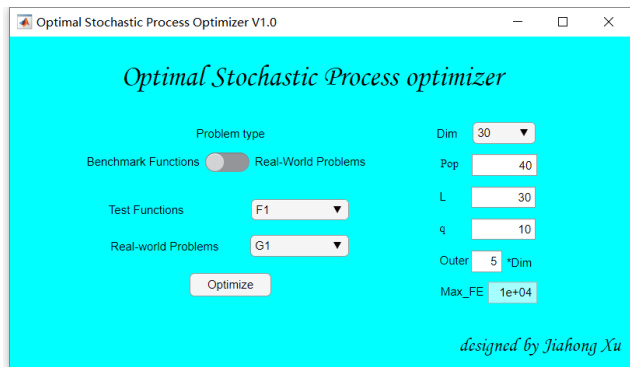 Optimal Stochastic Process Optimizer V1.0
Optimal Stochastic Process optimizer
Problem type
Benchmark Functions Real-World Problems
Test Functions F1
Real-world Problems G1
Optimize
Dim 30
Pop 40
L 30
q 10
Outer 5 *Dim
Max_FE 1e+04
designed by Jiahong Xu